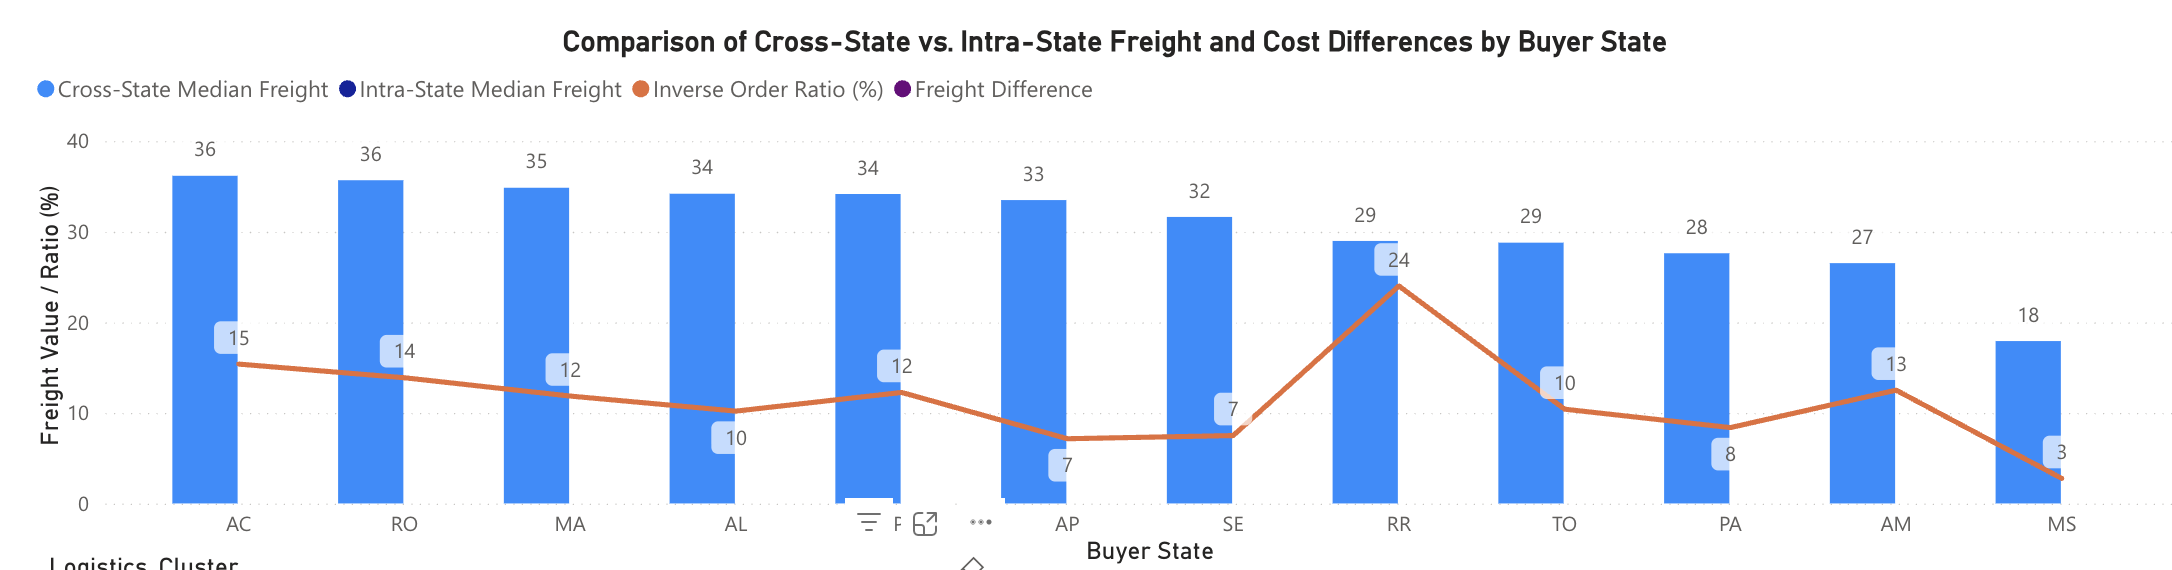 Comparison of Cross-State vs. Intra-State Freight and Cost Differences by Buyer State
Cross-State Median Freight Intra-State Median Freight Inverse Order Ratio (%) Freight Difference
Freight Value / Ratio (%)
40
30
20
10
0
36 36 35 34 34 33 32 29 29 28 27 18
15 14 12 10 12 7 7 24 10 8 13 3
AC RO MA AL AP SE RR TO PA AM MS
Buyer State
Logistics_Cluster